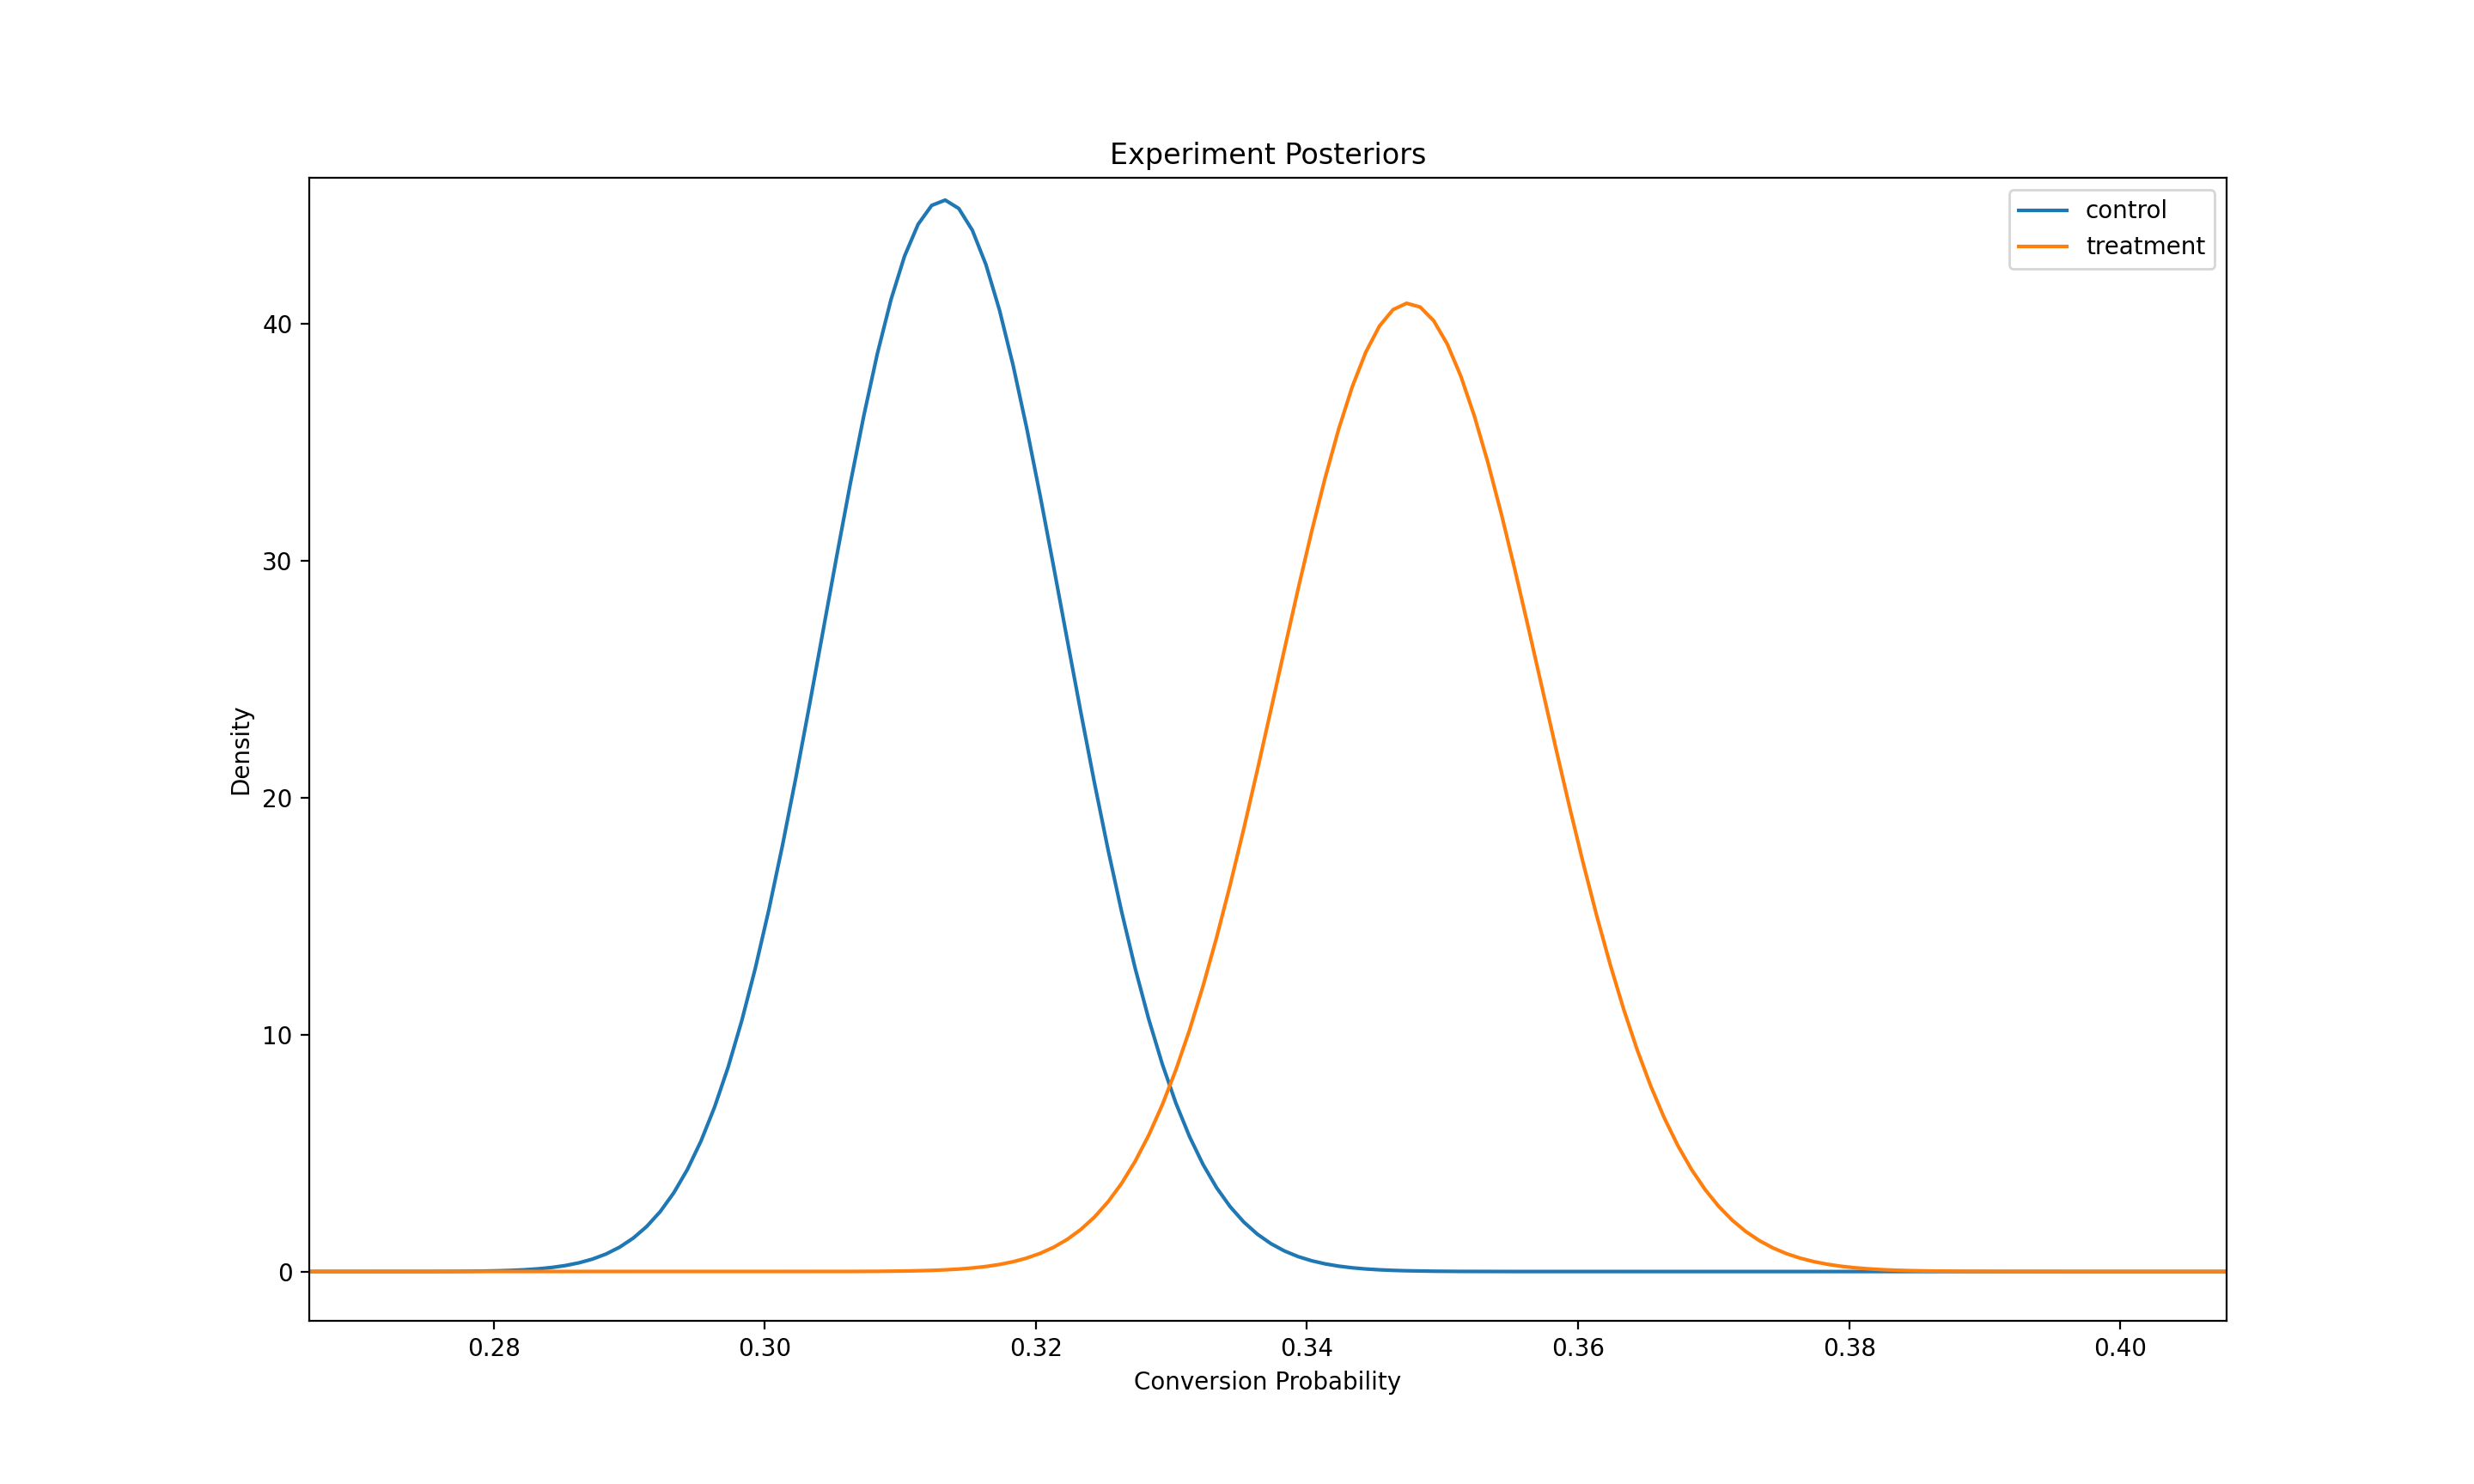 Experiment Posteriors
control
treatment
Density
40
30
20
10
0
0.28 0.30 0.32 0.34 0.36 0.38 0.40
Conversion Probability